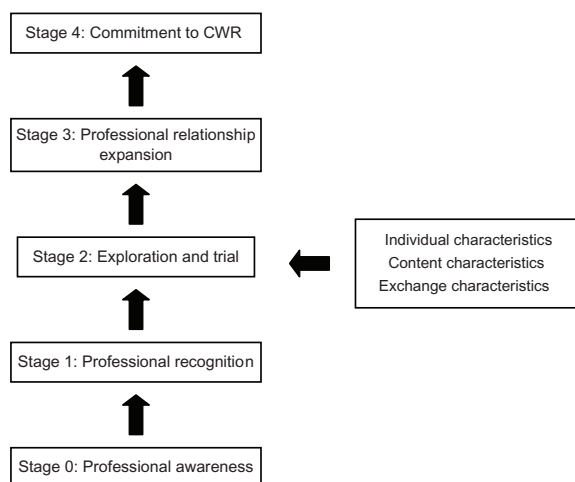 Stage 4: Commitment to CWR
Stage 3: Professional relationship
expansion
Stage 2: Exploration and trial
Individual characteristics
Content characteristics
Exchange characteristics
Stage 1: Professional recognition
Stage 0: Professional awareness